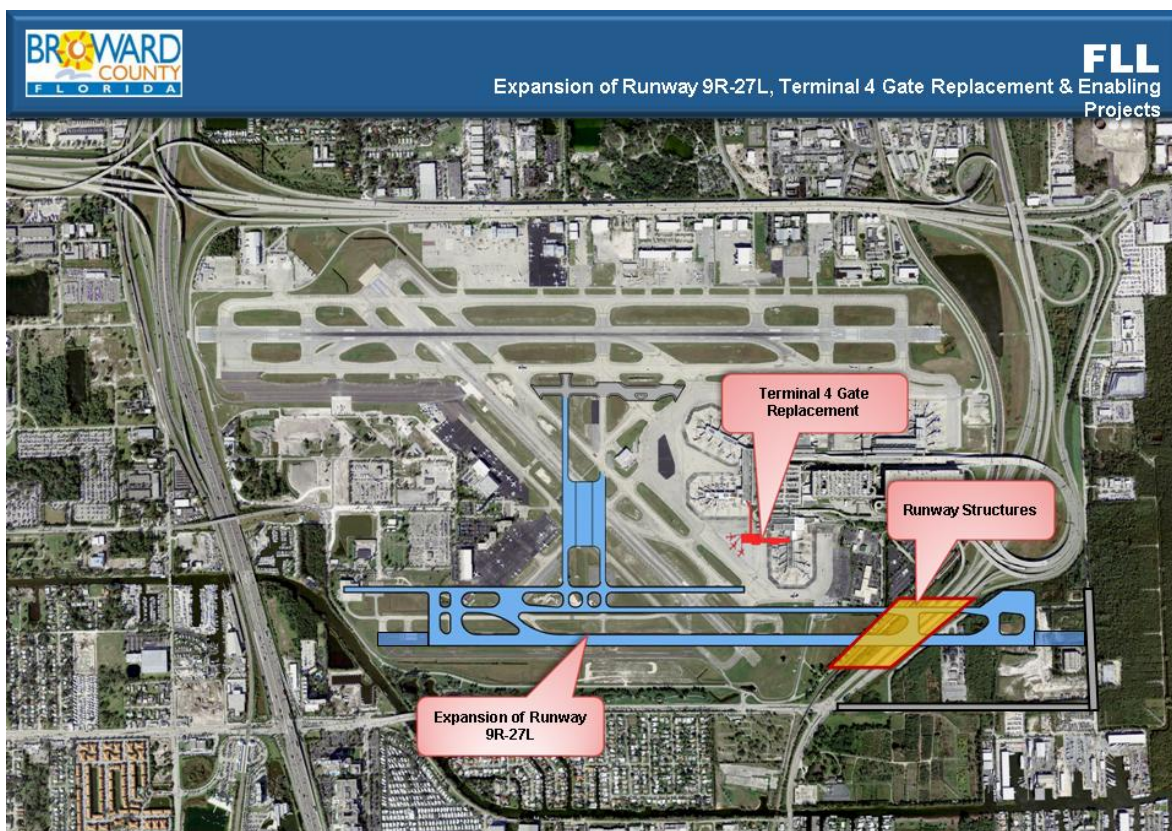 BROWARD
COUNTY
FLORIDA
FLL
Expansion of Runway 9R-27L, Terminal 4 Gate Replacement & Enabling
Projects
Terminal 4 Gate
Replacement
Runway Structures
Expansion of Runway
9R-27L